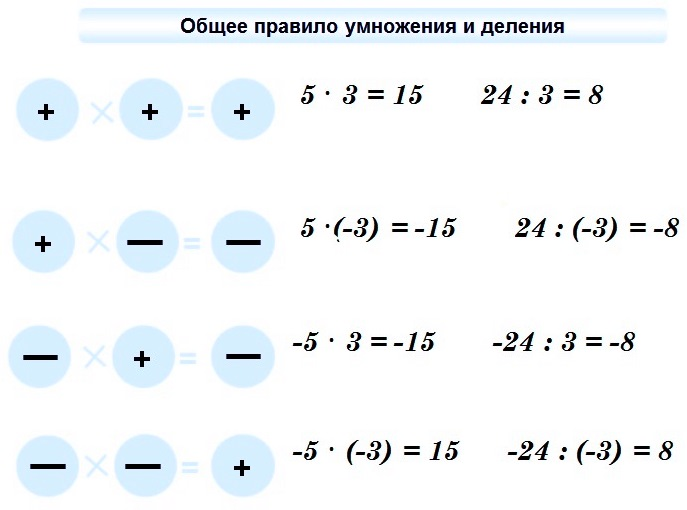 Общее правило умножения и деления
+ × + = + 5 · 3 = 15 24 : 3 = 8
+ × — = — 5 ·(-3) = -15 24 : (-3) = -8
— × + = — -5 · 3 = -15 -24 : 3 = -8
— × — = + -5 · (-3) = 15 -24 : (-3) = 8